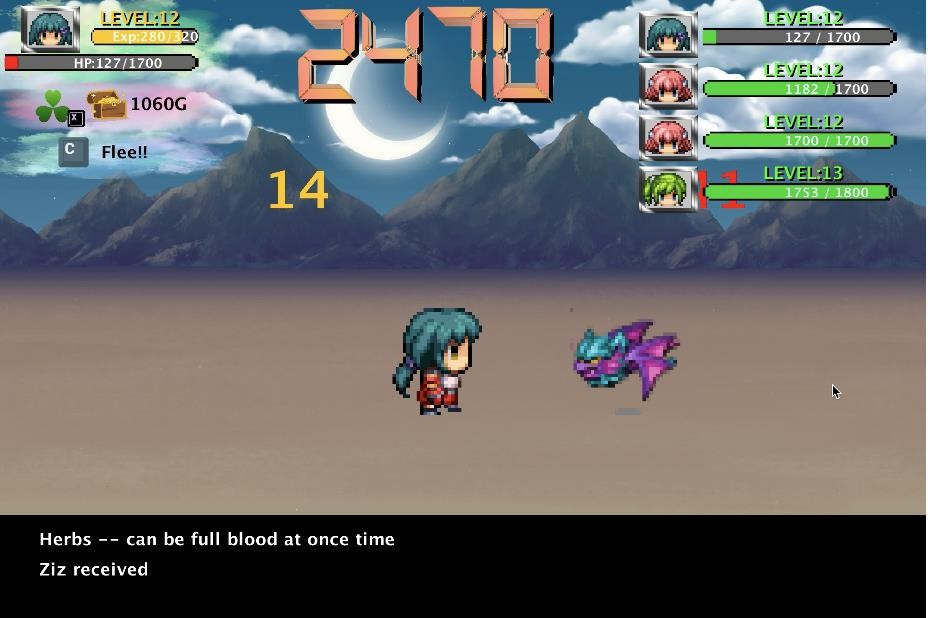 LEVEL:12
Exp:280/320
HP:127/1700
X
1060G
C
Flee!!
2470
14
LEVEL:12
127 / 1700
LEVEL:12
1182 / 1700
LEVEL:12
1700 / 1700
LEVEL:13
1753 / 1800
Herbs -- can be full blood at once time
Ziz received